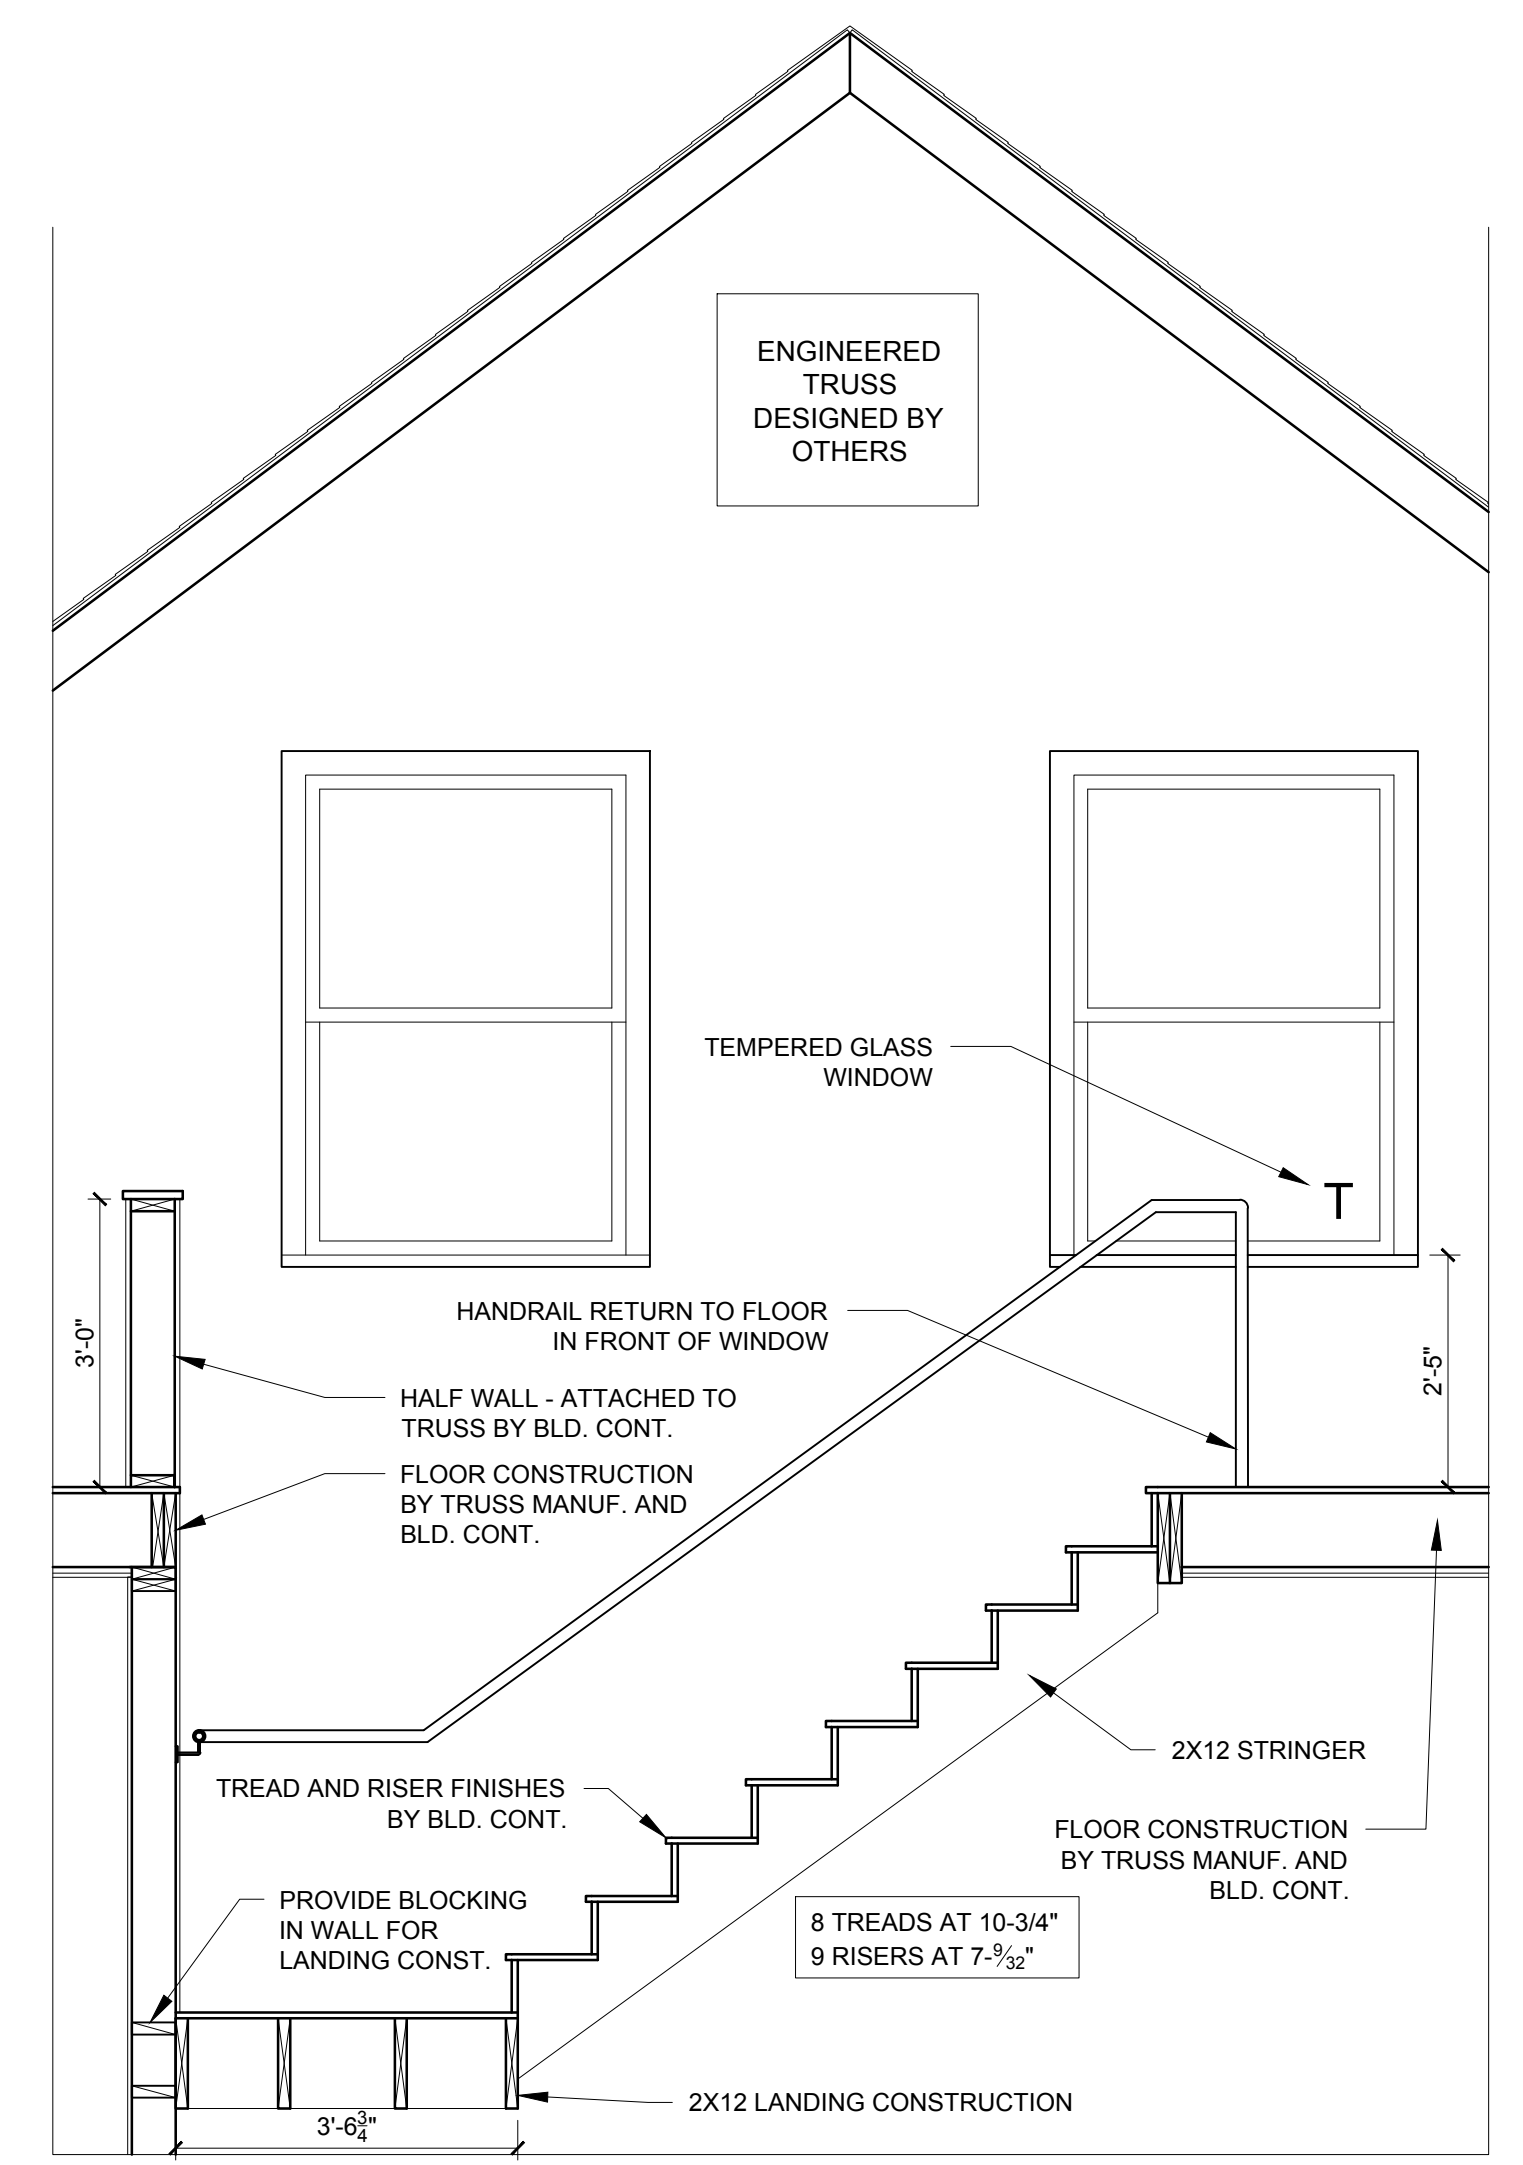 ENGINEERED
TRUSS
DESIGNED BY
OTHERS
TEMPERED GLASS
WINDOW
T
3'-0"
HANDRAIL RETURN TO FLOOR
IN FRONT OF WINDOW
2'-5"
HALF WALL - ATTACHED TO
TRUSS BY BLD. CONT.
FLOOR CONSTRUCTION
BY TRUSS MANUF. AND
BLD. CONT.
2X12 STRINGER
TREAD AND RISER FINISHES
BY BLD. CONT.
FLOOR CONSTRUCTION
BY TRUSS MANUF. AND
BLD. CONT.
PROVIDE BLOCKING
IN WALL FOR
LANDING CONST.
8 TREADS AT 10-3/4"
9 RISERS AT 7-9/32"
2X12 LANDING CONSTRUCTION
3'-6 3/4"